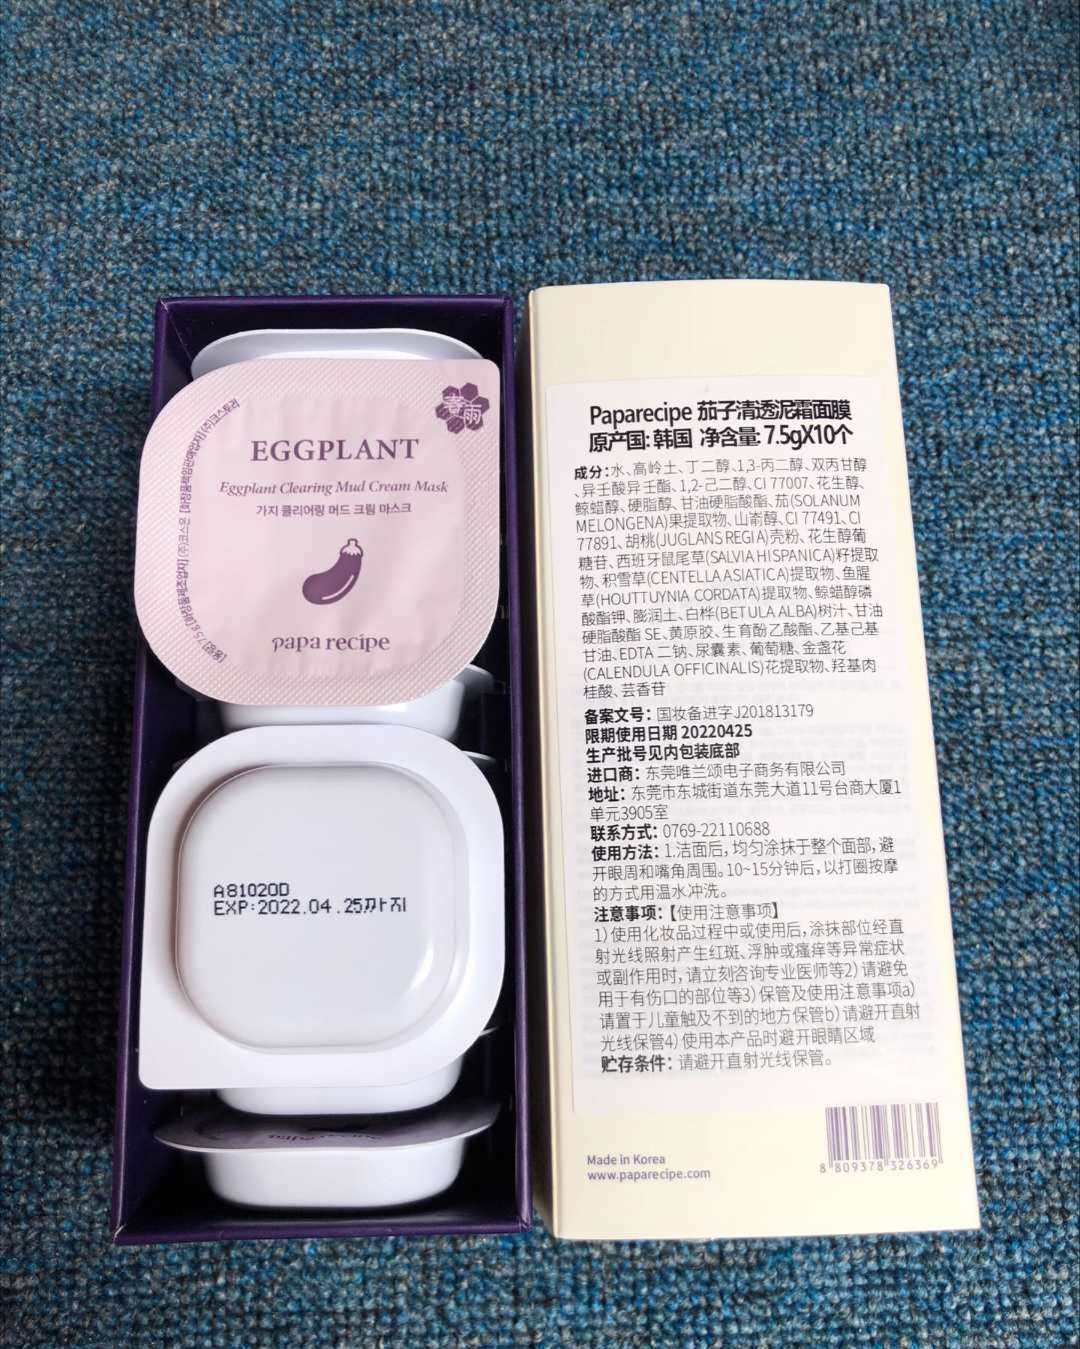 EGGPLANT
Eggplant Clearing Mud Cream Mask
가지 클리어링 머드 크림 마스크
papa recipe
春雨
A81020D
EXP:2022.04.25까지
papa recipe
Paparecipe 茄子清透泥霜面膜
原产国: 韩国 净含量: 7.5gX10个
成分: 水、高岭土、丁二醇、1,3-丙二醇、双丙甘醇
、异壬酸异壬酯、1,2-己二醇、CI 77007、花生醇、
鲸蜡醇、硬脂醇、甘油硬脂酸酯、茄(SOLANUM
MELONGENA)果提取物、山嵛醇、CI 77491、CI
77891、胡桃(JUGLANS REGIA)壳粉、花生醇葡
糖苷、西班牙鼠尾草(SALVIA HISPANICA)籽提取
物、积雪草(CENTELLA ASIATICA)提取物、鱼腥
草(HOUTTUYNIA CORDATA)提取物、鲸蜡醇磷
酸酯钾、膨润土、白桦(BETULA ALBA)树汁、甘油
硬脂酸酯 SE、黄原胶、生育酚乙酸酯、乙基己基
甘油、EDTA 二钠、尿囊素、葡萄糖、金盏花
(CALENDULA OFFICINALIS)花提取物、羟基肉
桂酸、芸香苷
备案文号: 国妆备进字J201813179
限期使用日期 20220425
生产批号见内包装底部
进口商: 东莞唯兰颂电子商务有限公司
地址: 东莞市东城街道东莞大道11号台商大厦1
单元3905室
联系方式: 0769-22110688
使用方法: 1.洁面后, 均匀涂抹于整个面部, 避
开眼周和嘴角周围。10~15分钟后, 以打圈按摩
的方式用温水冲洗。
注意事项:【使用注意事项】
1) 使用化妆品过程中或使用后, 涂抹部位经直
射光线照射产生红斑、浮肿或瘙痒等异常症状
或副作用时, 请立刻咨询专业医师等2) 请避免
用于有伤口的部位等3) 保管及使用注意事项a)
请置于儿童触及不到的地方保管b) 请避开直射
光线保管4) 使用本产品时避开眼睛区域
贮存条件: 请避开直射光线保管。
Made in Korea
www.paparecipe.com
8 809378 326369